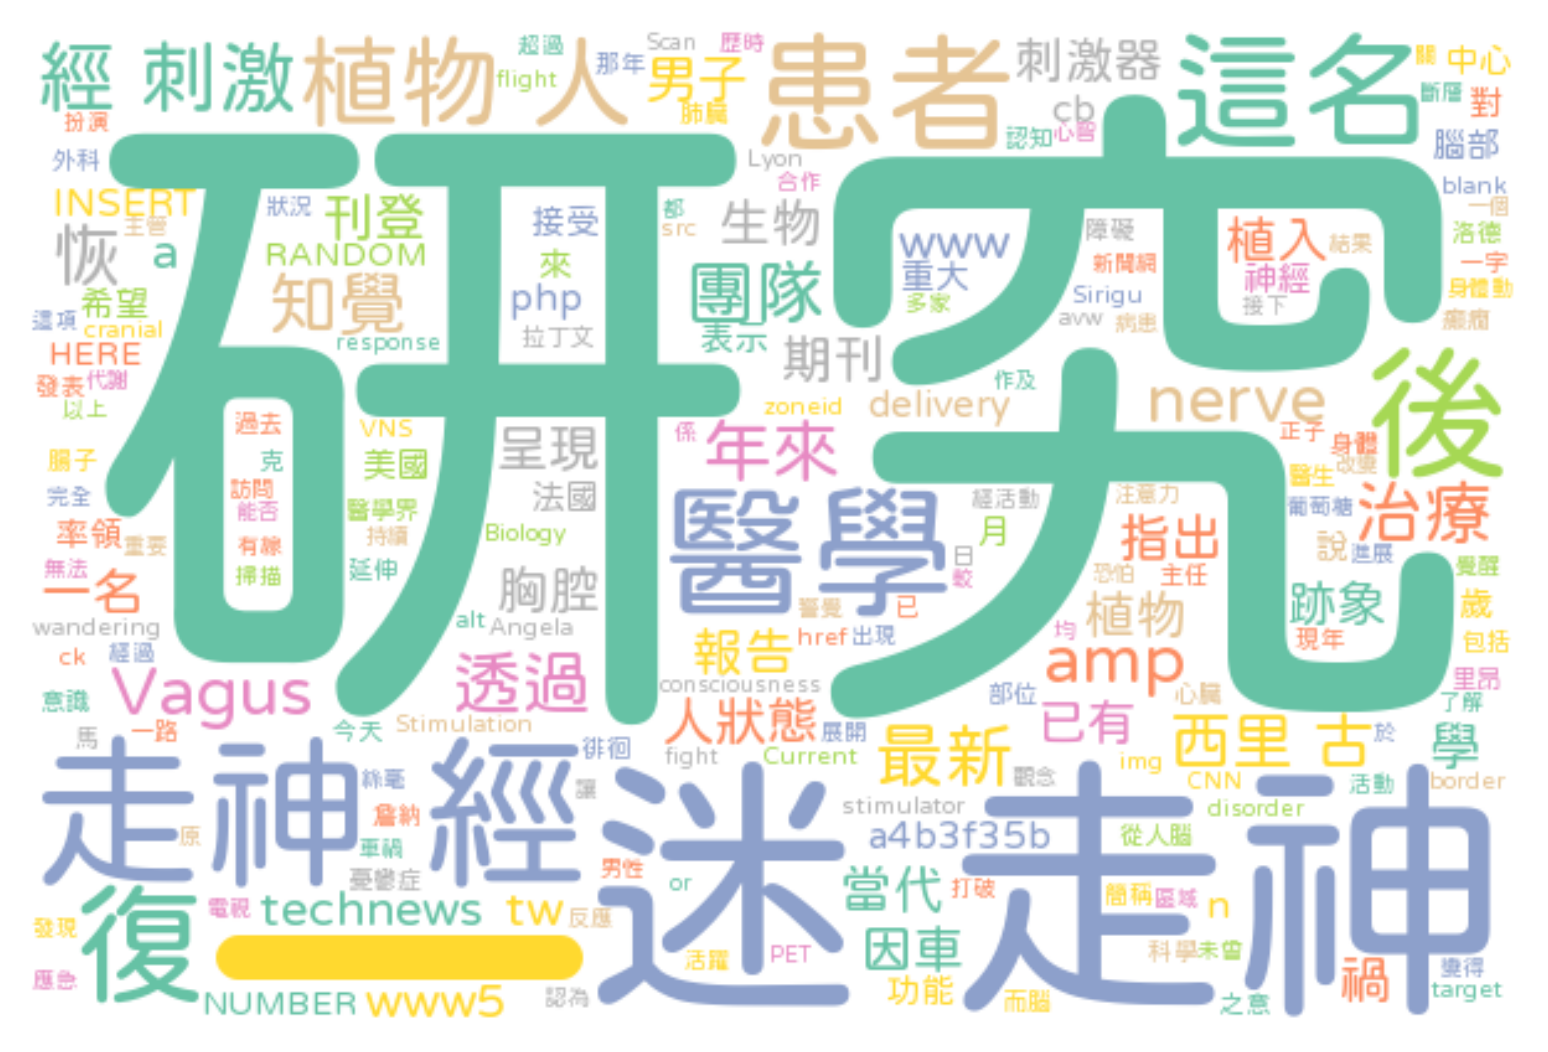 經 刺激 植物 人 患者 刺激器 這名
超過 Scan 歷時
flight 那年 男子 肺臟
cb 認知 心智
關 中心 斷層 對
扮演
外科
INSERT
主管
恢 a
狀況 刊登
RANDOM
知覺
response
接受
來
php
拉丁文
都
src
Lyon
合作
生物
團隊
表示
期刊
www
重大
多家
障礙
新聞網
Sirigu
avw 病患
植入 結果
神經
接下
腦部
blank
一個
洛德
一字
身體動
癲癇
希望
這項 cranial
HERE
發表 代謝
以上
研究
腸子
完全
率領 重要
無法
一名
wandering
ck 經過
過去
克
訪問
能否
有線
掃描
VNS
美國
醫學界
持續
延伸
呈現
法國
Biology
胸腔
alt Angela
係 年來
zoneid delivery
作及
nerve
後
正子 身體
改變
醫生
葡萄糖 治療
醫學
經活動
月
日
較
注意力
指出
恐怕 主任
說 進展
覺醒
跡象 歲
現年 包括
植物
均
amp
里昂
響覺 已
報告 href 出現
consciousness
Vagus 透過
意識
馬 一路 今天 Stimulation 徘徊
人狀態 展開
fight Current
最新
部位 心臟
已有
img
西里 古 於
了解
學
觀念
CNN
活動 border
走神 經 迷 走神
原
絲毫
詹納
車禍
憂鬱症
讓
stimulator
a4b3f35b
disorder
從人腦
男性
or
當代 打破
簡稱 區域 n
復
電視 technews tw 反應
發現
應急
NUMBER www5 認為
活躍 PET
因車
功能 而腦
科學 未曾
禍 變得
之意 target